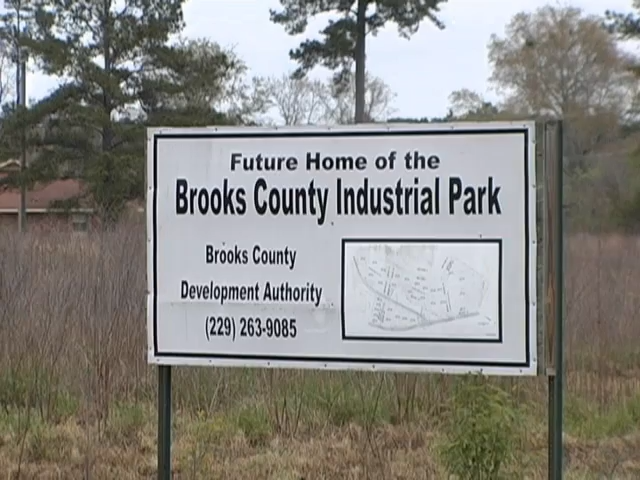 Future Home of the
Brooks County Industrial Park
Brooks County
Development Authority
(229) 263-9085